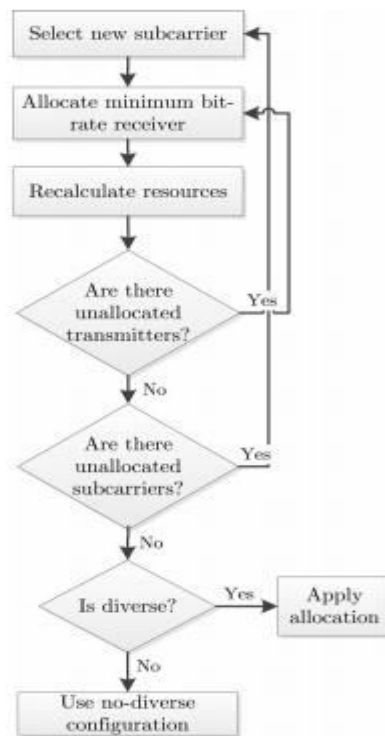 Select new subcarrier
Allocate minimum bit-
rate receiver
Recalculate resources
Are there
unallocated
transmitters?
Yes
No
Are there
unallocated
subcarriers?
Yes
No
Is diverse?
Yes
Apply
allocation
No
Use no-diverse
configuration